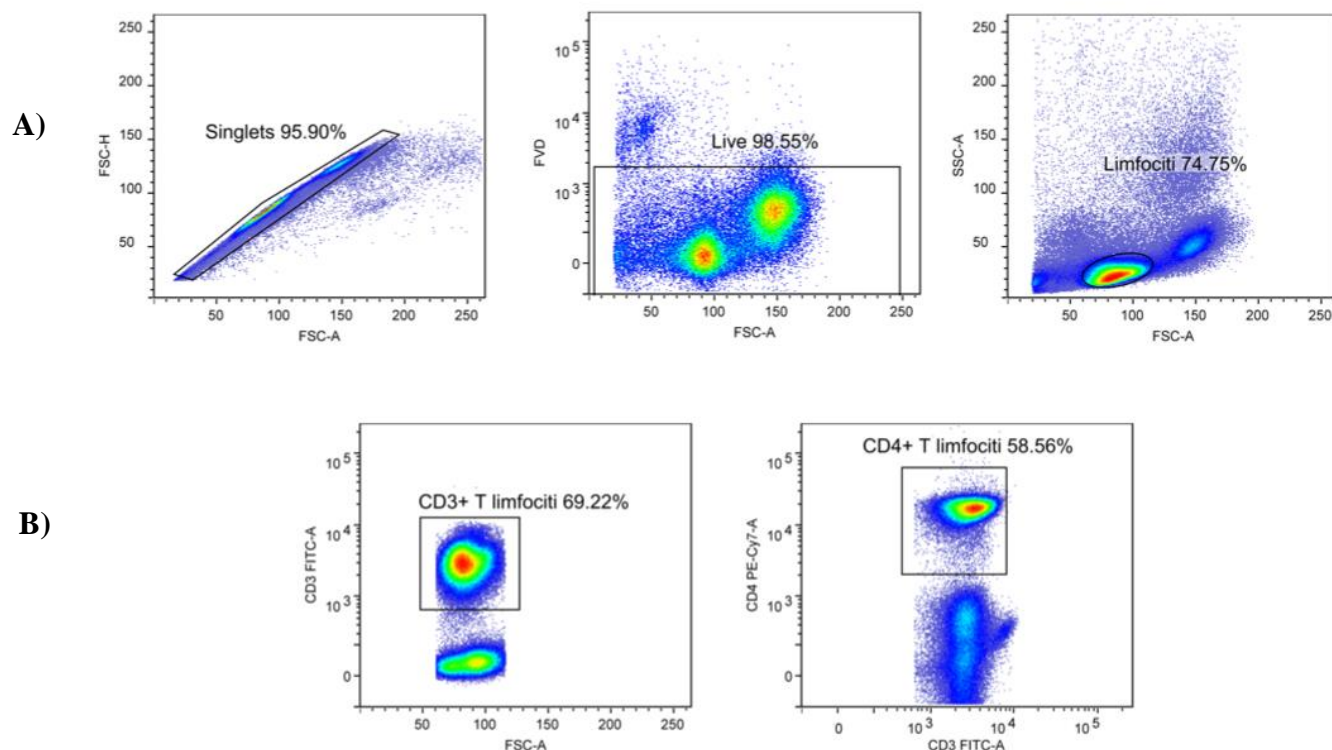 A)
250
200
150
100
50
FSC-H
Singlets 95.90%
50 100 150 200 250
FSC-A
10^5
10^4
10^3
0
FVD
Live 98.55%
50 100 150 200 250
FSC-A
250
200
150
100
50
SSC-A
Limfociti 74.75%
50 100 150 200 250
FSC-A
B)
10^5
10^4
10^3
0
CD3 FITC-A
CD3+ T limfociti 69.22%
50 100 150 200 250
FSC-A
10^5
10^4
10^3
0
CD4 PE-Cy7-A
CD4+ T limfociti 58.56%
0 10^3 10^4 10^5
CD3 FITC-A